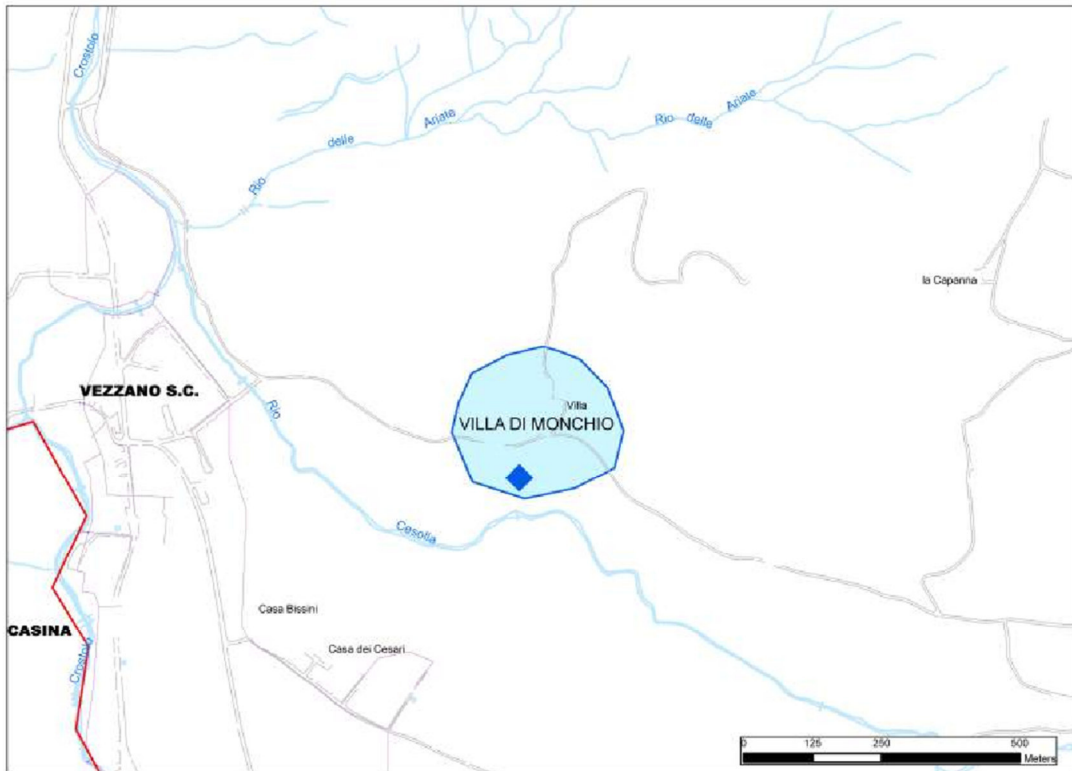 Crostolo
Rio delle Ariate
Rio delle Ariate
la Capanna
VEZZANO S.C.
Villa
VILLA DI MONCHIO
Rio Cesolla
Casa Bissini
CASINA
Casa dei Cesari
Crostolo
0 125 250 500
Meters